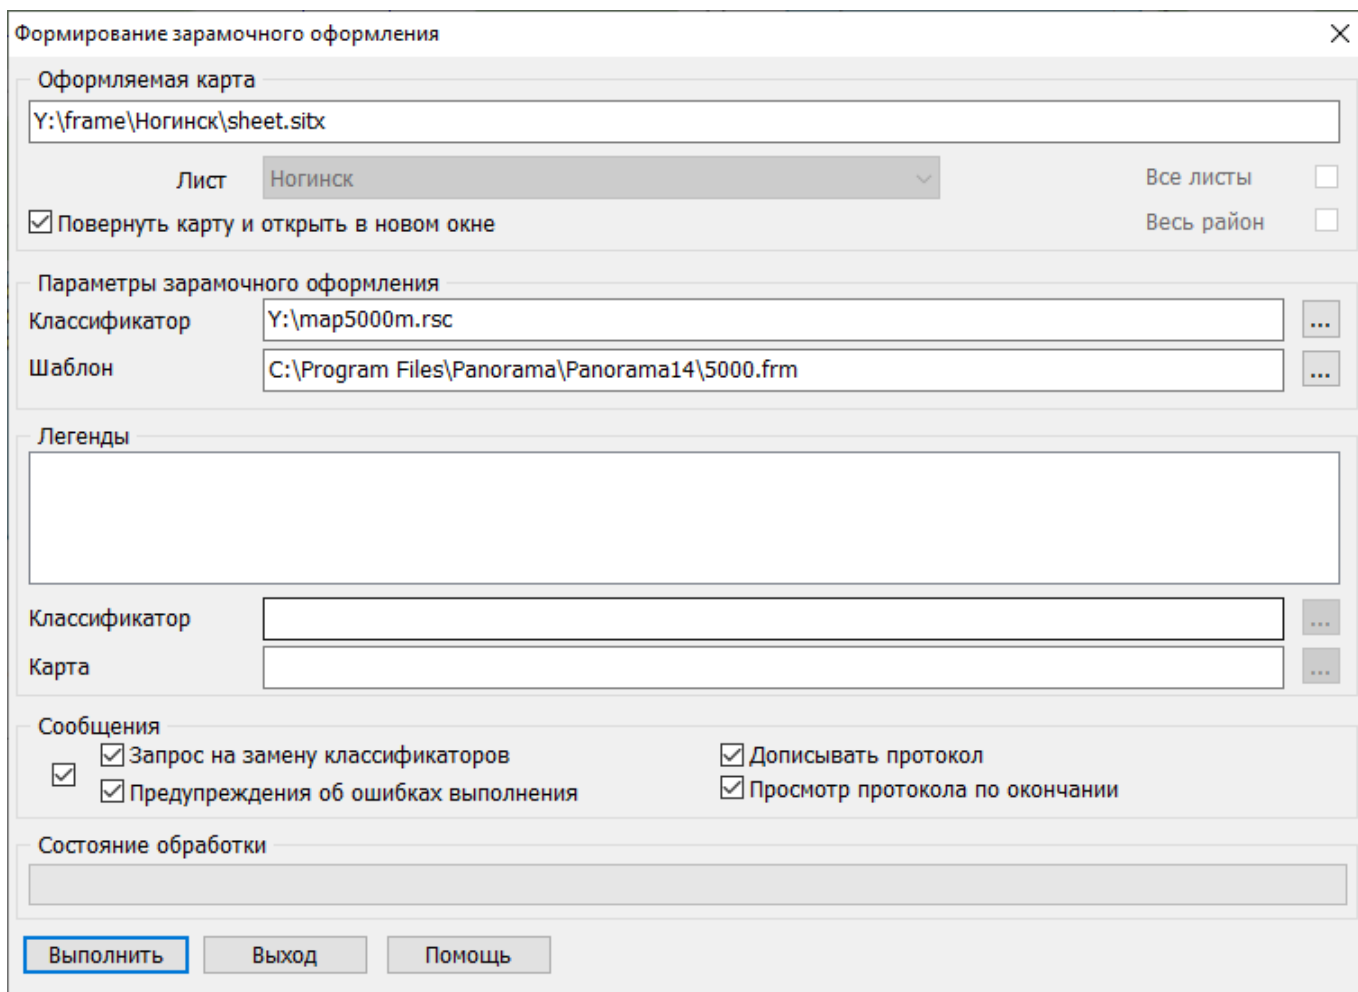 Формирование зарамочного оформления
Оформляемая карта
Y:\frame\Ногинск\sheet.sitx
Лист Ногинск Все листы
Повернуть карту и открыть в новом окне Весь район
Параметры зарамочного оформления
Классификатор Y:\map5000m.rsc ...
Шаблон C:\Program Files\Panorama\Panorama14\5000.frm ...
Легенды
Классификатор ...
Карта ...
Сообщения
Запрос на замену классификаторов Дописывать протокол
Предупреждения об ошибках выполнения Просмотр протокола по окончании
Состояние обработки
Выполнить Выход Помощь